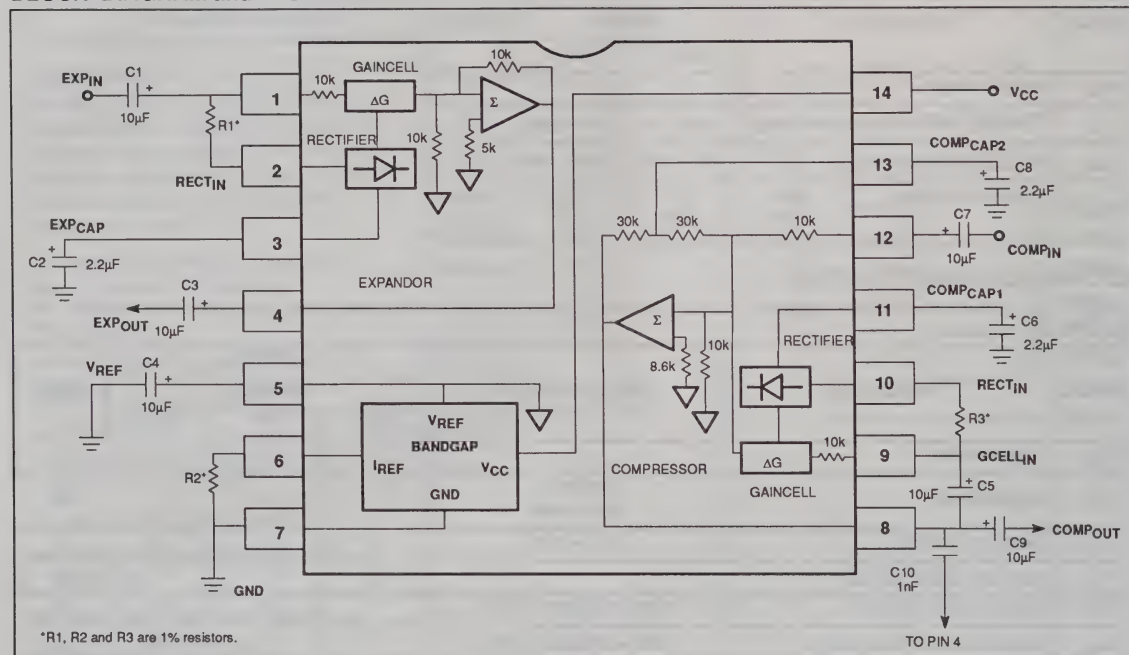 EXPIN
C1
+
10µF
R1*
RECTIN
EXPCAP
C2
+
2.2µF
C3
+
EXPOUT
10µF
VREF
C4
+
10µF
R2*
GND
1
2
3
4
5
6
7
10k
GAINCELL
ΔG
10k
Σ
10k
5k
RECTIFIER
EXPANDOR
VREF
BANDGAP
IREF
VCC
GND
30k
30k
10k
Σ
10k
8.6k
RECTIFIER
10k
ΔG
COMPRESSOR
GAINCELL
14
13
12
11
10
9
8
VCC
COMPCAP2
+
C8
2.2µF
C7
+
10µF
COMPIN
COMPCAP1
+
C6
2.2µF
RECTIN
R3*
GCELLIN
+
C5
10µF
+
C9
10µF
COMPOUT
C10
1nF
TO PIN 4
*R1, R2 and R3 are 1% resistors.